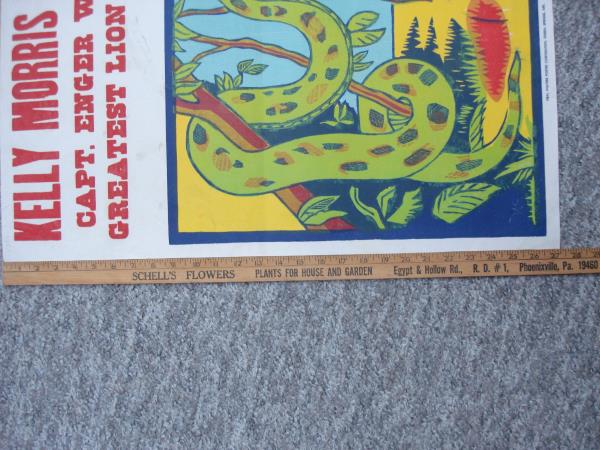 KELLY MORRIS
CAPT. ENGER W
GREATEST LION
SCHELL'S FLOWERS PLANTS FOR HOUSE AND GARDEN Egypt & Hollow Rd., R. D. # 1, Phoenixville, Pa. 19460